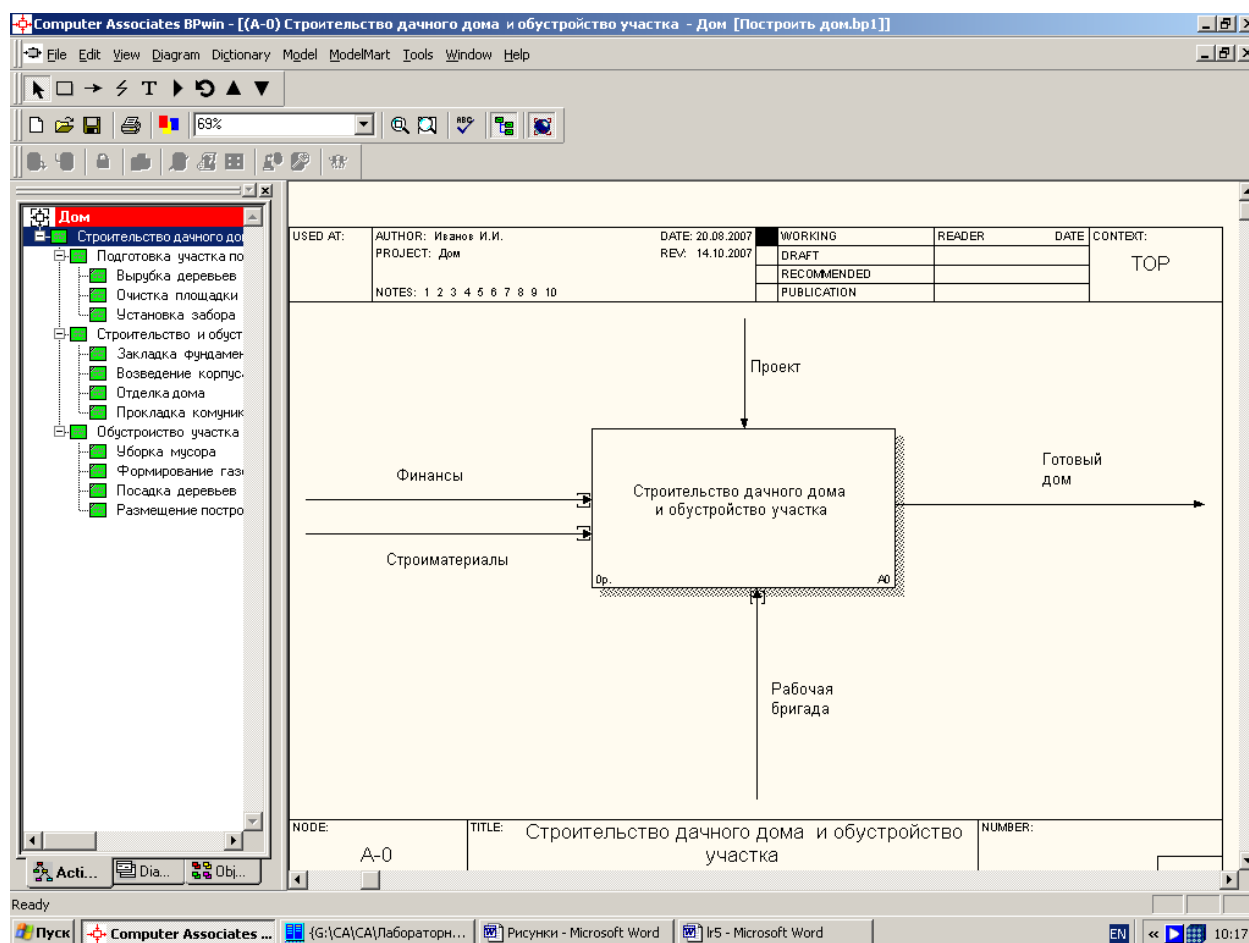 Computer Associates BPwin - [(A-0) Строительство дачного дома и обустройство участка - Дом [Построить дом.bp1]]
File Edit View Diagram Dictionary Model ModelMart Tools Window Help
69%
ABC
Дом
Строительство дачного до
Подготовка участка по
Вырубка деревьев
Очистка площадки
Установка забора
Строительство и обуст
Закладка фундамен
Возведение корпус
Отделка дома
Прокладка комуник
Обустроиство участка
Уборка мусора
Формирование газ
Посадка деревьев
Размещение постро
Acti... Dia... Obj...
USED AT: AUTHOR: Иванов И.И. DATE: 20.08.2007 WORKING READER DATE CONTEXT:
PROJECT: Дом REV: 14.10.2007 DRAFT TOP
RECOMMENDED
NOTES: 1 2 3 4 5 6 7 8 9 10 PUBLICATION
Проект
Финансы
Строиматериалы
Строительство дачного дома
и обустройство участка
0р. A0
Готовый
дом
Рабочая
бригада
NODE: TITLE: NUMBER:
A-0 Строительство дачного дома и обустройство
участка
Ready
Пуск Computer Associates ... {G:\CA\CA\Лабораторн... Рисунки - Microsoft Word lr5 - Microsoft Word EN « 10:17